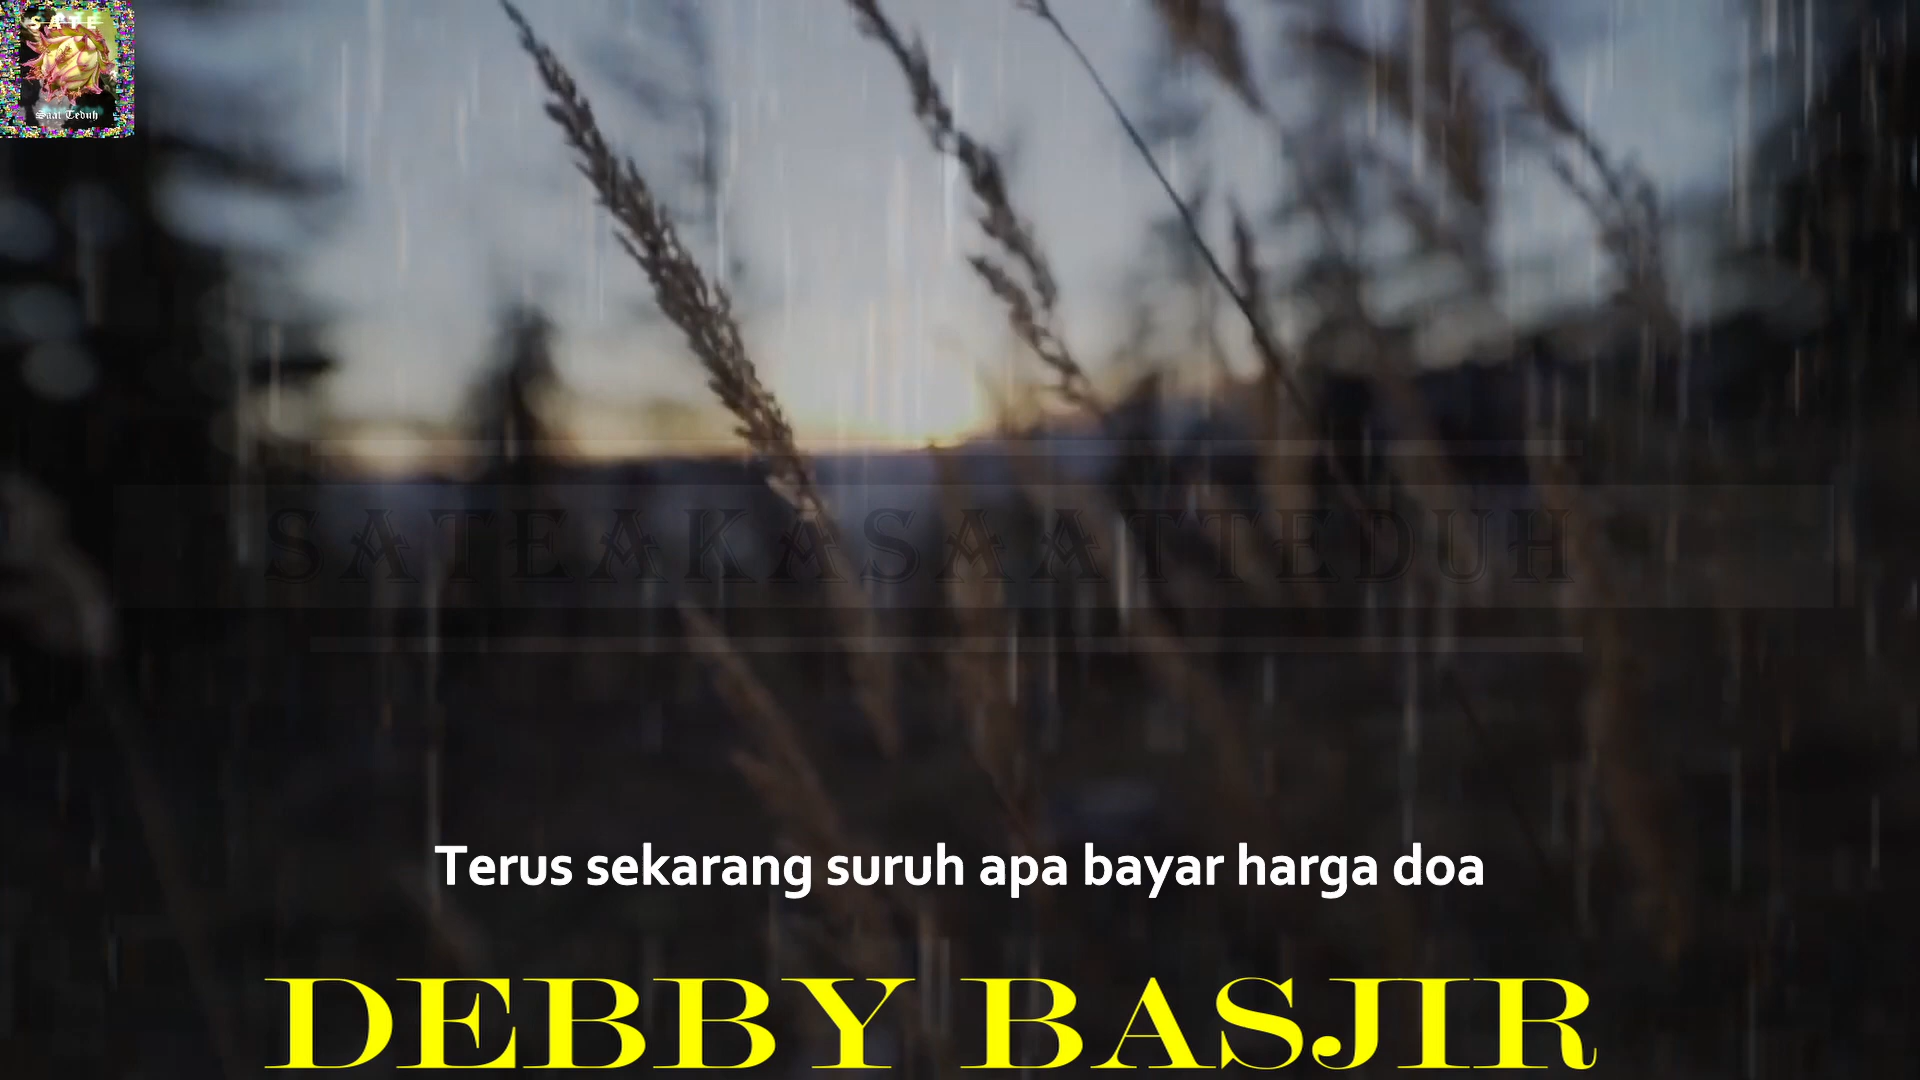 SATE
Saat Teduh
SATEAKASAATTEDUH
Terus sekarang suruh apa bayar harga doa
DEBBY BASJIR